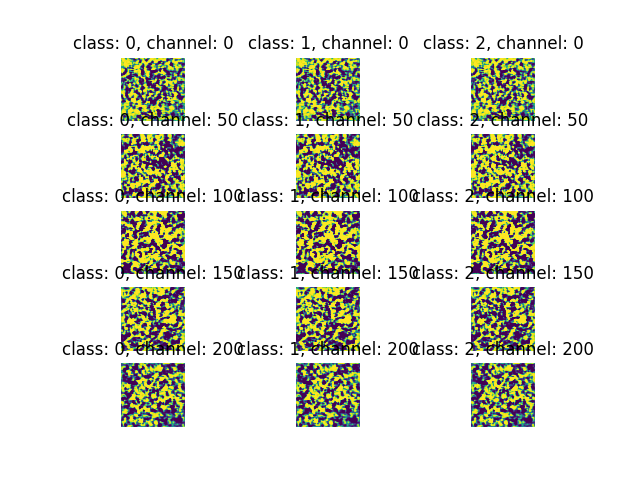 class: 0, channel: 0 class: 1, channel: 0 class: 2, channel: 0
class: 0, channel: 50 class: 1, channel: 50 class: 2, channel: 50
class: 0, channel: 100 class: 1, channel: 100 class: 2, channel: 100
class: 0, channel: 150 class: 1, channel: 150 class: 2, channel: 150
class: 0, channel: 200 class: 1, channel: 200 class: 2, channel: 200